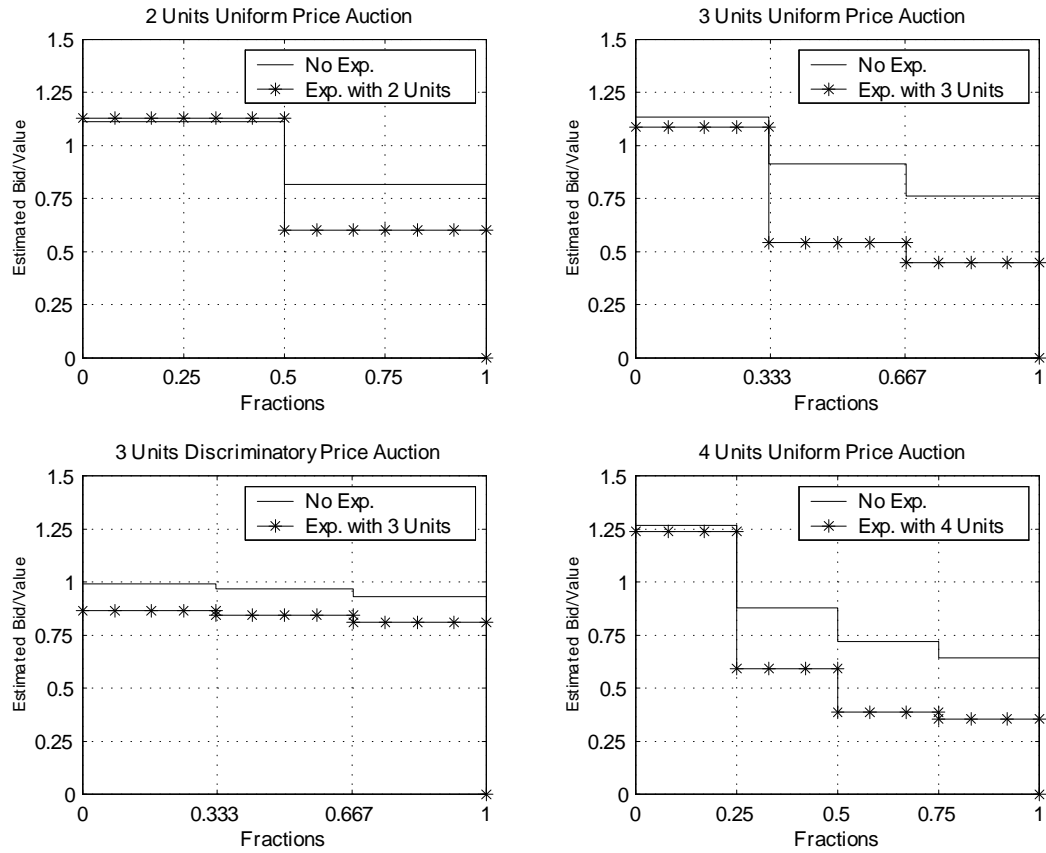 2 Units Uniform Price Auction
1.5
1.25
1
0.75
0.5
0.25
0
Estimated Bid/Value
No Exp.
Exp. with 2 Units
0
0.25
0.5
0.75
1
Fractions
3 Units Uniform Price Auction
1.5
1.25
1
0.75
0.5
0.25
0
Estimated Bid/Value
No Exp.
Exp. with 3 Units
0
0.333
0.667
1
Fractions
3 Units Discriminatory Price Auction
1.5
1.25
1
0.75
0.5
0.25
0
Estimated Bid/Value
No Exp.
Exp. with 3 Units
0
0.333
0.667
1
Fractions
4 Units Uniform Price Auction
1.5
1.25
1
0.75
0.5
0.25
0
Estimated Bid/Value
No Exp.
Exp. with 4 Units
0
0.25
0.5
0.75
1
Fractions